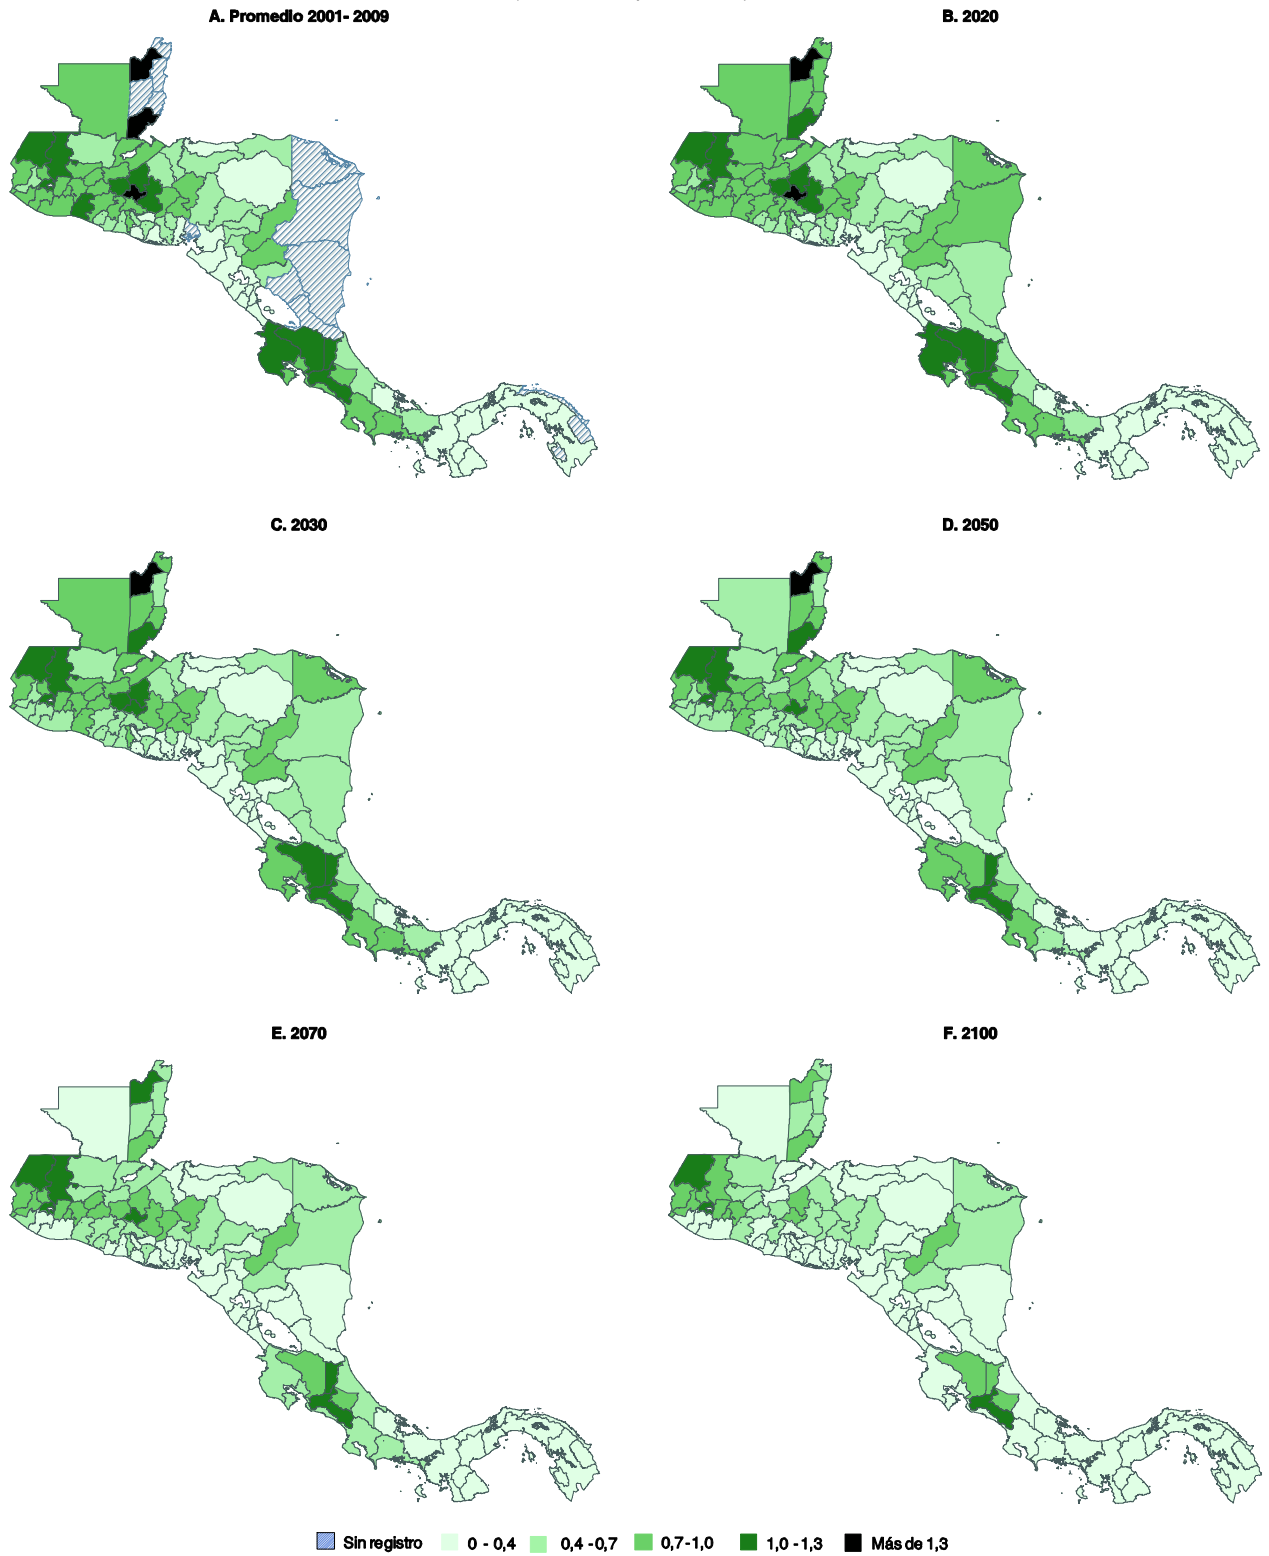 A. Promedio 2001- 2009
B. 2020
C. 2030
D. 2050
E. 2070
F. 2100
Sin registro
0 - 0,4
0,4 -0,7
0,7-1,0
1,0 -1,3
Más de 1,3